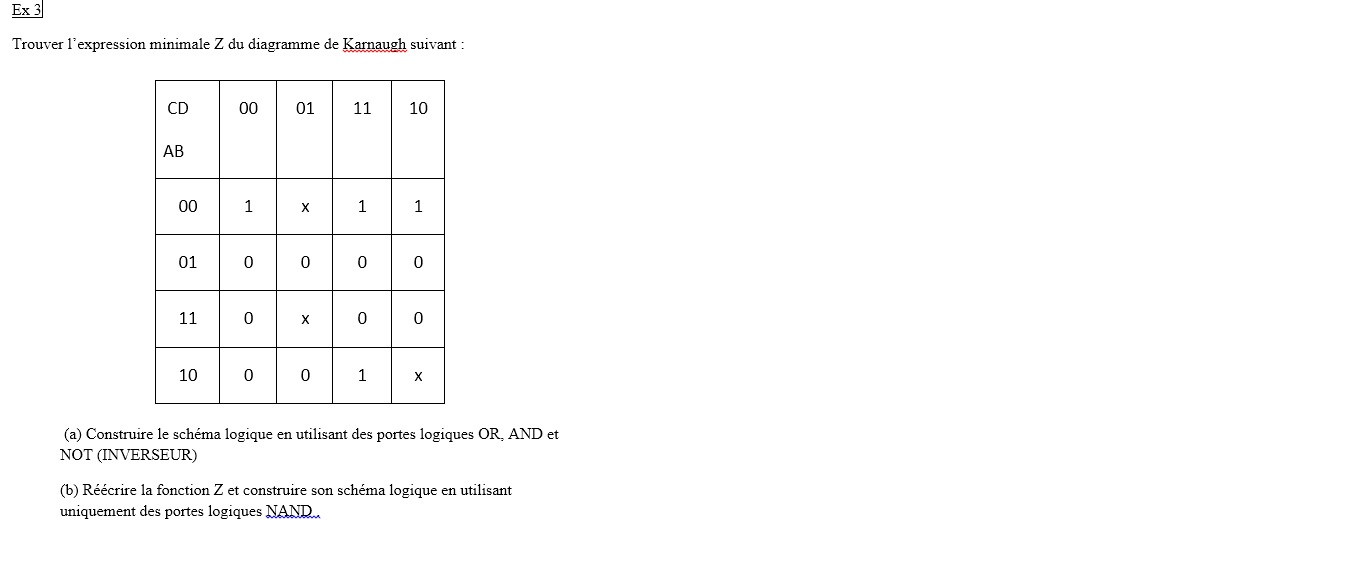 Ex 3
Trouver l'expression minimale Z du diagramme de Karnaugh suivant :
CD 00 01 11 10
AB
00 1 x 1 1
01 0 0 0 0
11 0 x 0 0
10 0 0 1 x
(a) Construire le schéma logique en utilisant des portes logiques OR, AND et
NOT (INVERSEUR)
(b) Réécrire la fonction Z et construire son schéma logique en utilisant
uniquement des portes logiques NAND..